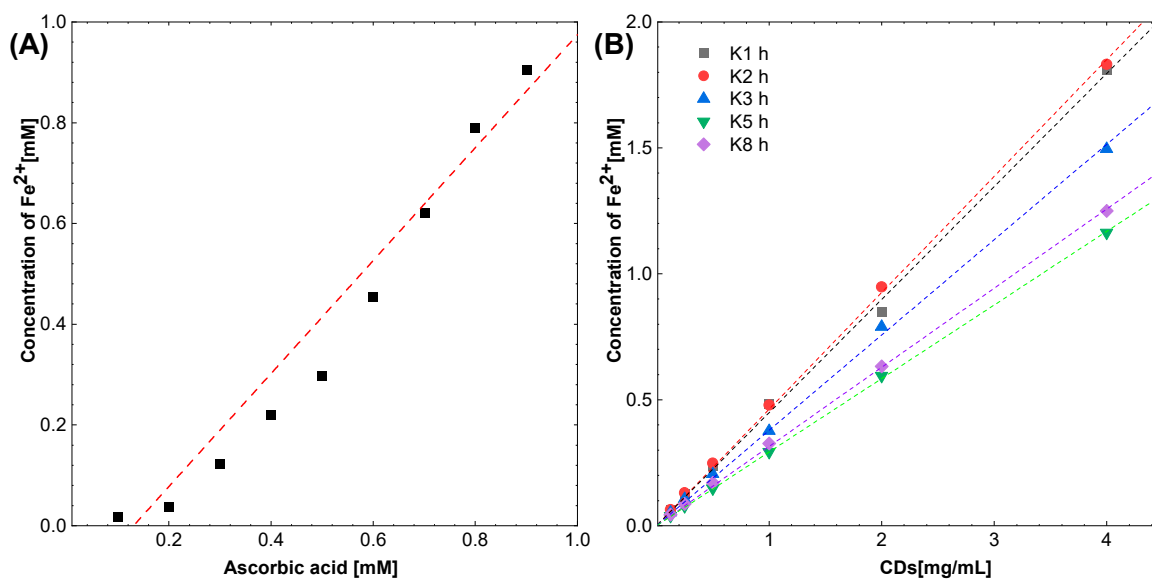 (A)
Concentration of Fe2+[mM]
1.0
0.8
0.6
0.4
0.2
0.0
0.2 0.4 0.6 0.8 1.0
Ascorbic acid [mM]
(B)
Concentration of Fe2+[mM]
2.0
1.5
1.0
0.5
0.0
K1 h
K2 h
K3 h
K5 h
K8 h
1 2 3 4
CDs[mg/mL]